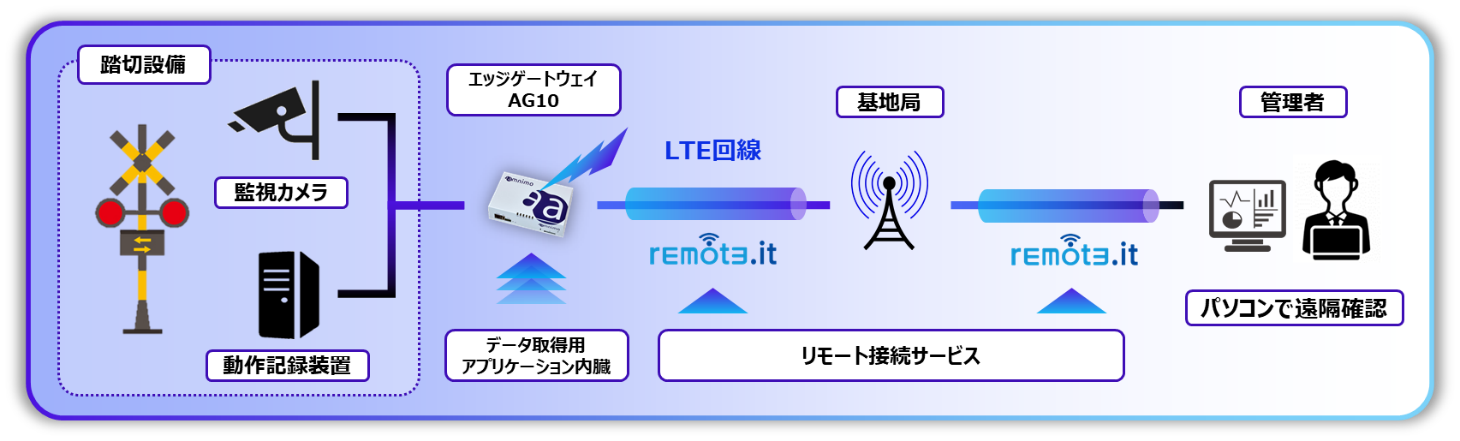 踏切設備
監視カメラ
動作記録装置
エッジゲートウェイ
AG10
mnimo
aa
データ取得用
アプリケーション内臓
LTE回線
remote.it
基地局
remote.it
リモート接続サービス
管理者
パソコンで遠隔確認